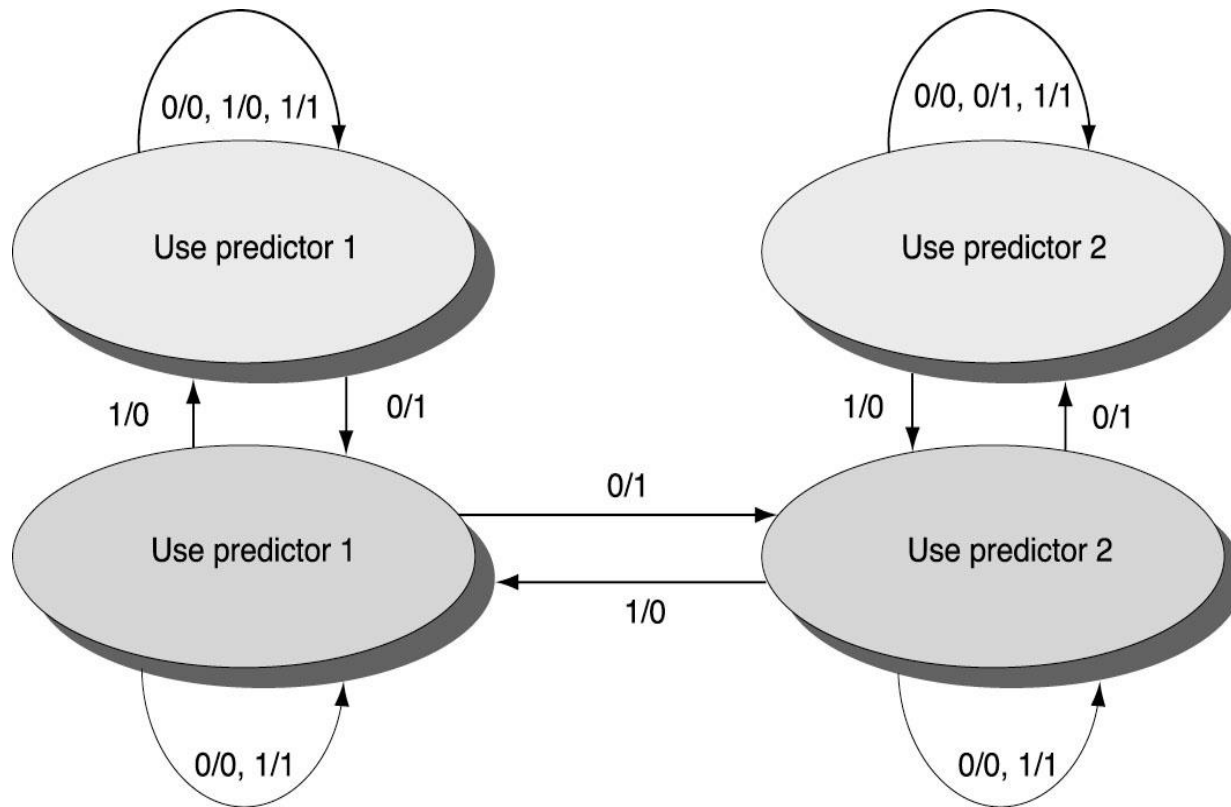 0/0, 1/0, 1/1
0/0, 0/1, 1/1
Use predictor 1
Use predictor 2
1/0
0/1
1/0
0/1
0/1
Use predictor 1
Use predictor 2
1/0
0/0, 1/1
0/0, 1/1